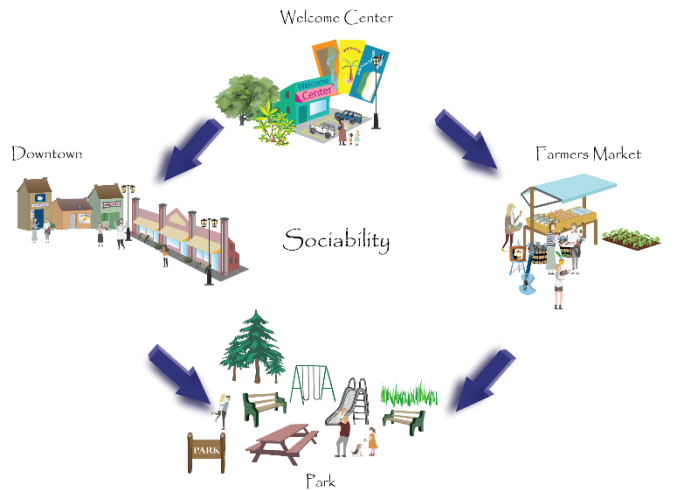 Welcome Center
Welcome
Center
Downtown
Farmers Market
Sociability
PARK
Park